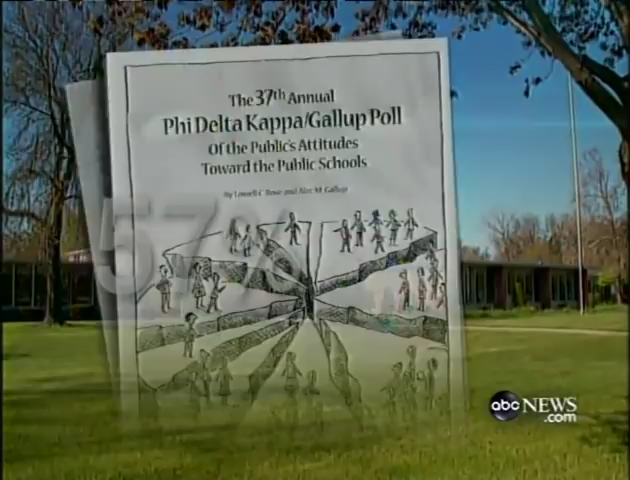 The 37th Annual
Phi Delta Kappa/Gallup Poll
Of the Public's Attitudes
Toward the Public Schools
By Lowell C. Rose and Alec M. Gallup
57%
abc NEWS
.com